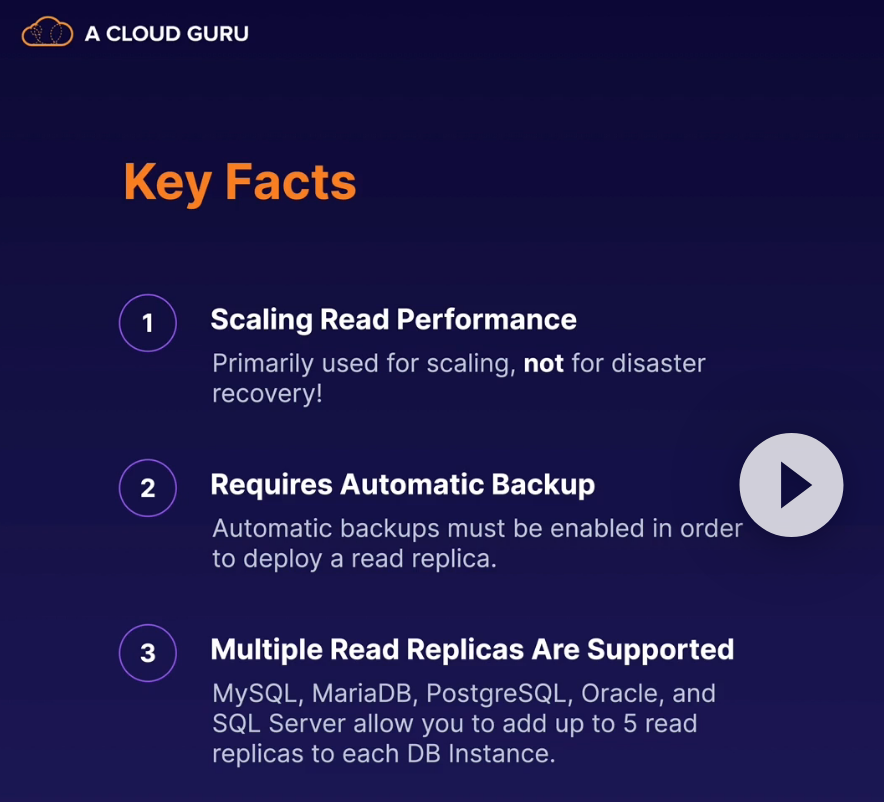 A CLOUD GURU
Key Facts
1
Scaling Read Performance
Primarily used for scaling, not for disaster
recovery!
2
Requires Automatic Backup
Automatic backups must be enabled in order
to deploy a read replica.
3
Multiple Read Replicas Are Supported
MySQL, MariaDB, PostgreSQL, Oracle, and
SQL Server allow you to add up to 5 read
replicas to each DB Instance.